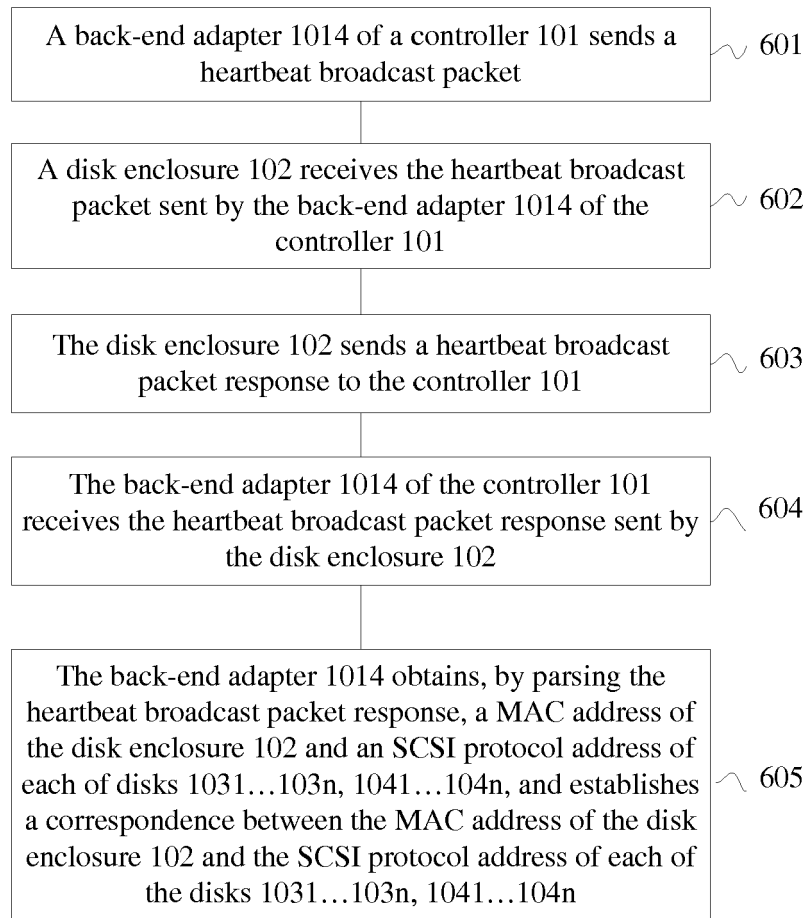 A back-end adapter 1014 of a controller 101 sends a
heartbeat broadcast packet
601
A disk enclosure 102 receives the heartbeat broadcast
packet sent by the back-end adapter 1014 of the
controller 101
602
The disk enclosure 102 sends a heartbeat broadcast
packet response to the controller 101
603
The back-end adapter 1014 of the controller 101
receives the heartbeat broadcast packet response sent by
the disk enclosure 102
604
The back-end adapter 1014 obtains, by parsing the
heartbeat broadcast packet response, a MAC address of
the disk enclosure 102 and an SCSI protocol address of
each of disks 1031…103n, 1041…104n, and establishes
a correspondence between the MAC address of the disk
enclosure 102 and the SCSI protocol address of each of
the disks 1031…103n, 1041…104n
605